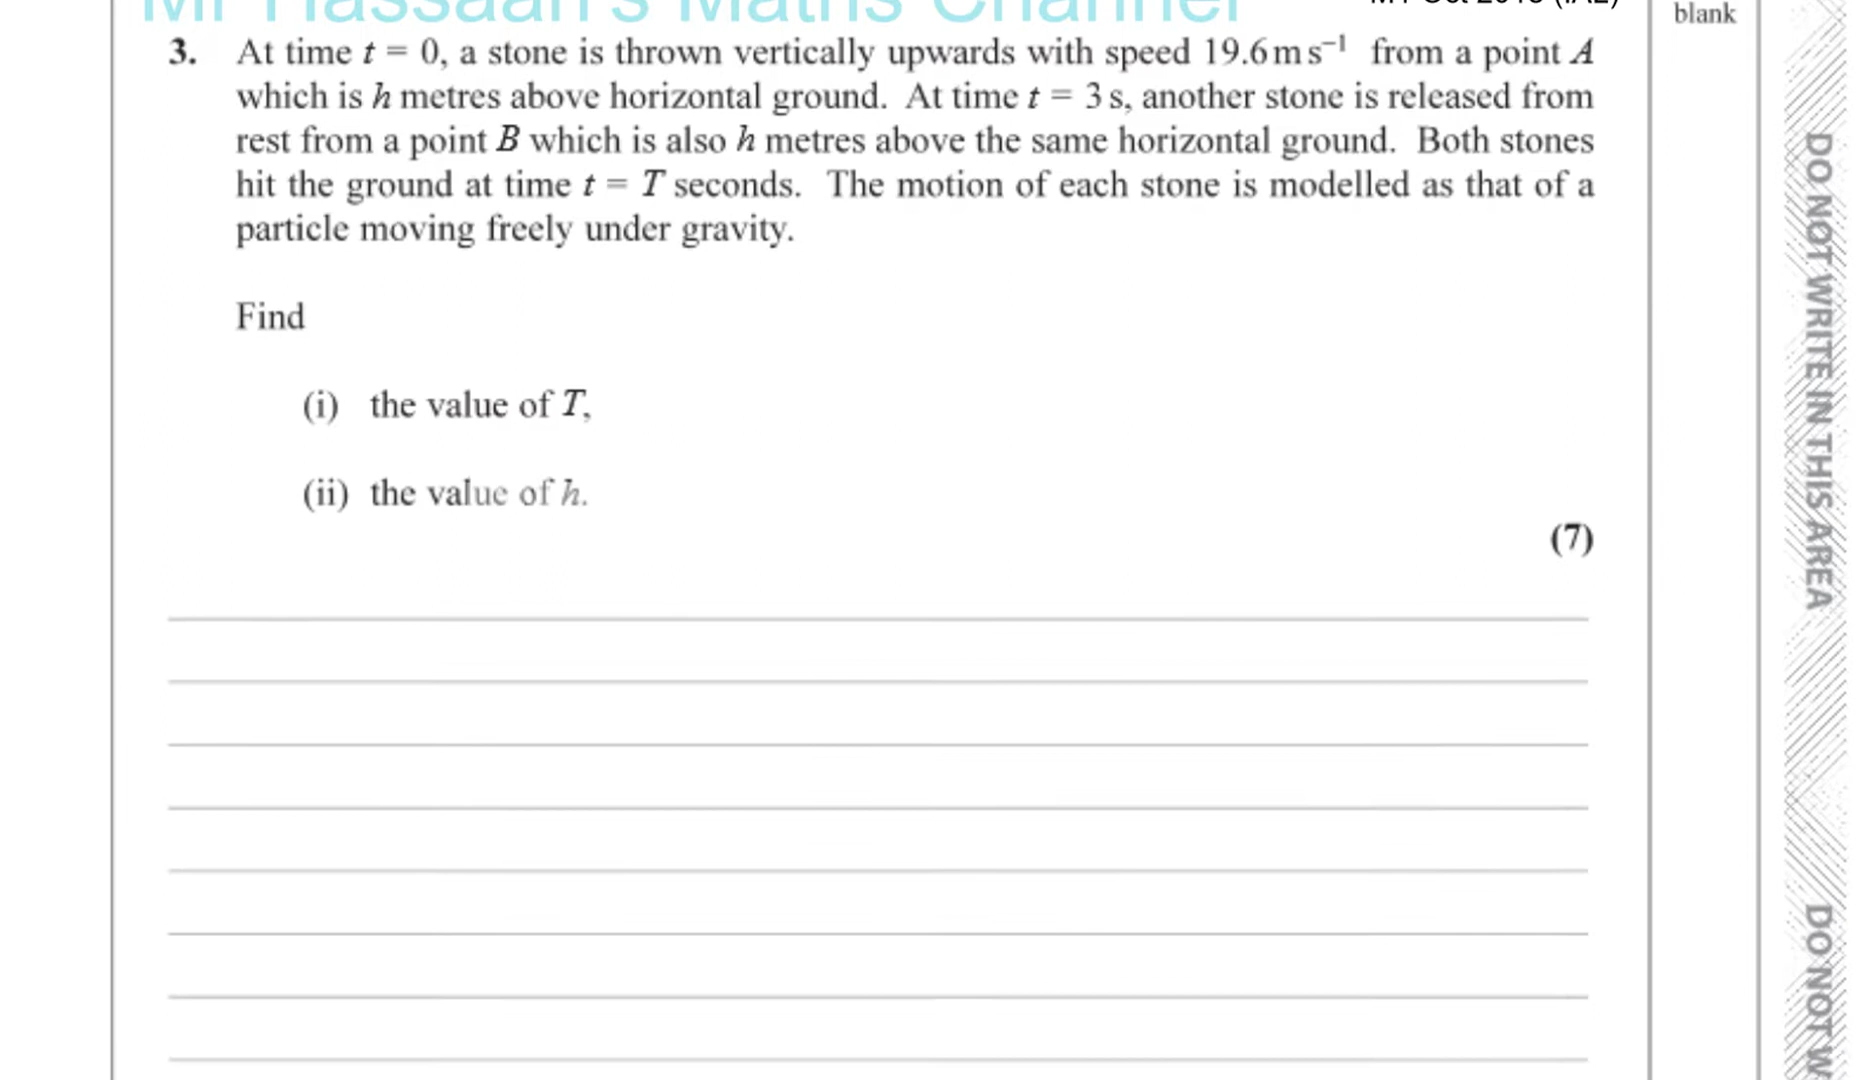 Mr Hassaan's Maths Channel
blank
3. At time t = 0, a stone is thrown vertically upwards with speed 19.6 m s⁻¹ from a point A
which is h metres above horizontal ground. At time t = 3 s, another stone is released from
rest from a point B which is also h metres above the same horizontal ground. Both stones
hit the ground at time t = T seconds. The motion of each stone is modelled as that of a
particle moving freely under gravity.
Find
(i) the value of T,
(ii) the value of h.
(7)
DO NOT WRITE IN THIS AREA
DO NOT W